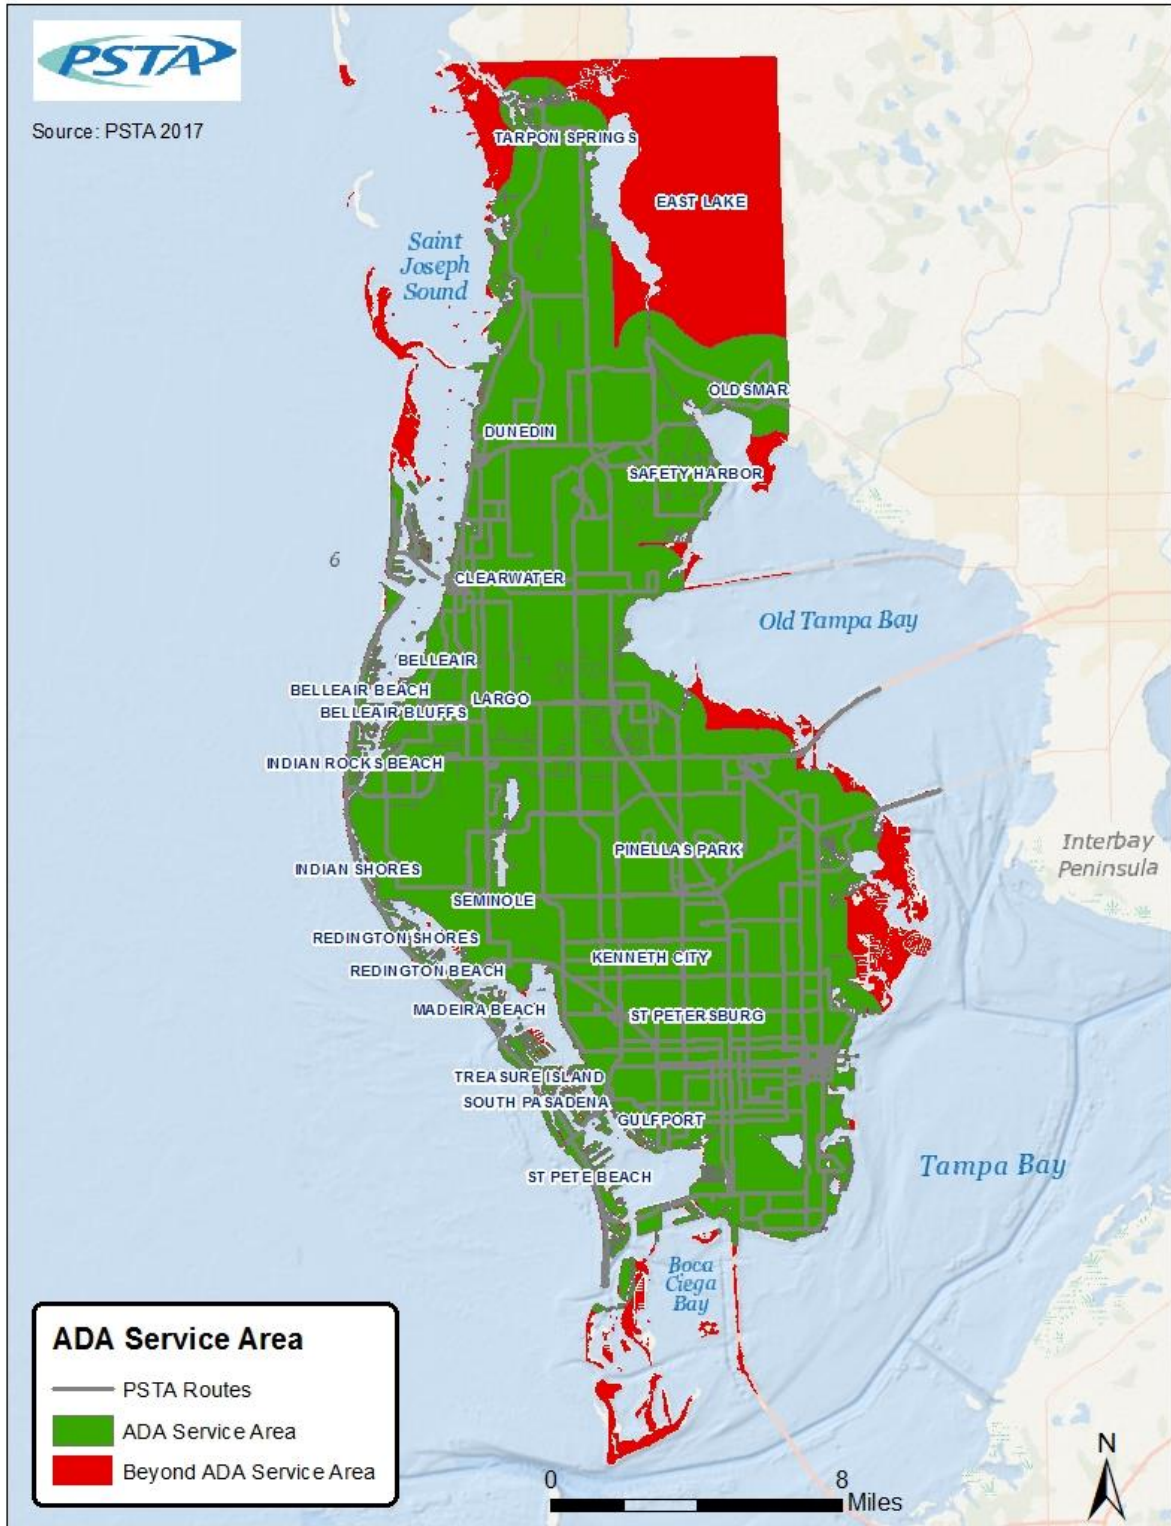 PSTA
Source: PSTA 2017
TARPON SPRINGS
EAST LAKE
Saint
Joseph
Sound
OLDSMAR
DUNEDIN
SAFETY HARBOR
6
CLEARWATER
Old Tampa Bay
BELLEAIR
BELLEAIR BEACH
LARGO
BELLEAIR BLUFFS
INDIAN ROCKS BEACH
PINELLAS PARK
Interbay
Peninsula
INDIAN SHORES
SEMINOLE
REDINGTON SHORES
KENNETH CITY
REDINGTON BEACH
MADEIRA BEACH
ST PETERSBURG
TREASURE ISLAND
SOUTH PASADENA
GULFPORT
Tampa Bay
ST PETE BEACH
Boca
Ciega
Bay
ADA Service Area
PSTA Routes
ADA Service Area
Beyond ADA Service Area
N
0 8
Miles